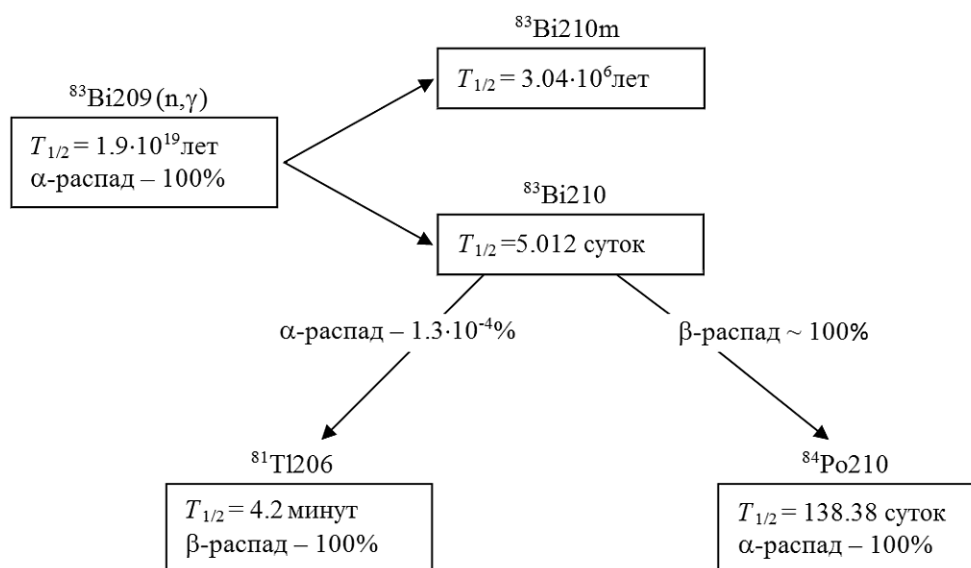 ⁸³Bi210m
T₁/₂ = 3.04·10⁶лет
⁸³Bi209 (n,γ)
T₁/₂ = 1.9·10¹⁹лет
α-распад – 100%
⁸³Bi210
T₁/₂ =5.012 суток
α-распад – 1.3·10⁻⁴%
β-распад ~ 100%
⁸¹Tl206
T₁/₂ = 4.2 минут
β-распад – 100%
⁸⁴Po210
T₁/₂ = 138.38 суток
α-распад – 100%